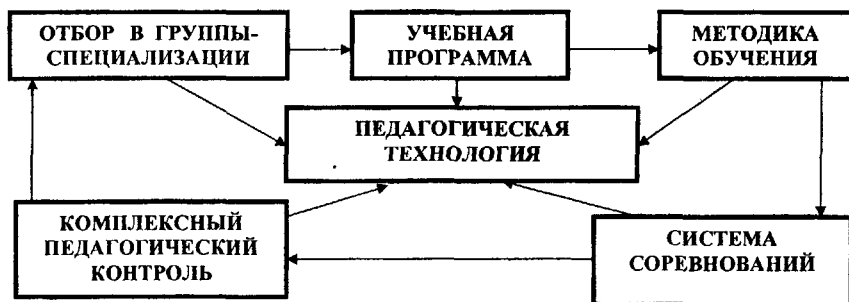 ОТБОР В ГРУППЫ-
СПЕЦИАЛИЗАЦИИ
УЧЕБНАЯ
ПРОГРАММА
МЕТОДИКА
ОБУЧЕНИЯ
ПЕДАГОГИЧЕСКАЯ
ТЕХНОЛОГИЯ
КОМПЛЕКСНЫЙ
ПЕДАГОГИЧЕСКИЙ
КОНТРОЛЬ
СИСТЕМА
СОРЕВНОВАНИЙ